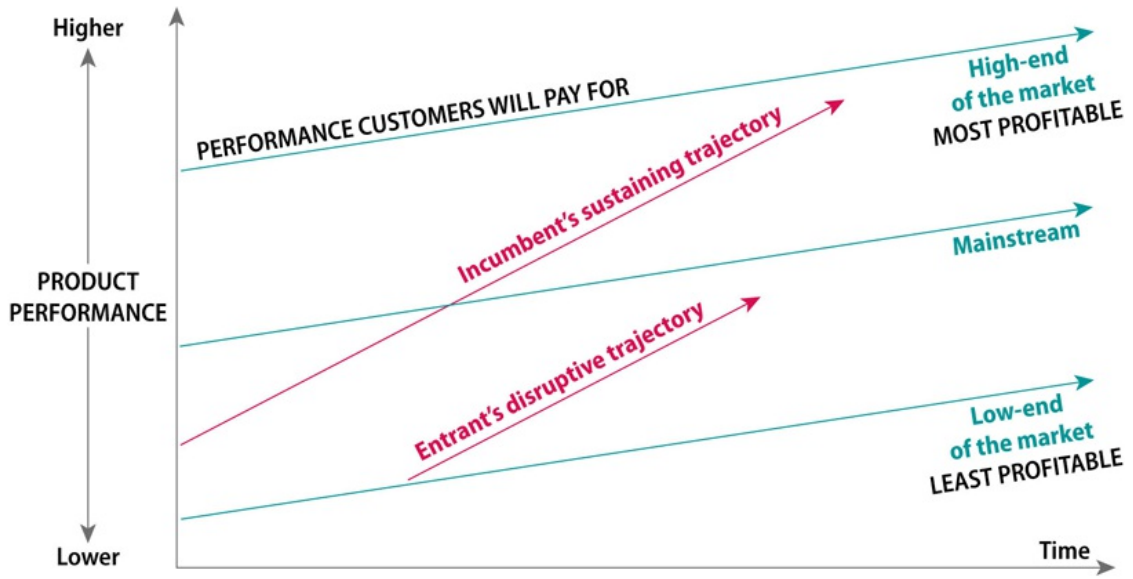 Higher
PERFORMANCE CUSTOMERS WILL PAY FOR
High-end
of the market
MOST PROFITABLE
Incumbent's sustaining trajectory
Mainstream
PRODUCT
PERFORMANCE
Entrant's disruptive trajectory
Low-end
of the market
LEAST PROFITABLE
Lower
Time